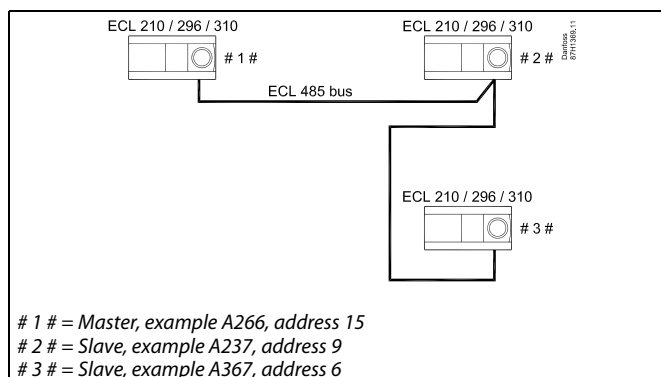 ECL 210 / 296 / 310
ECL 210 / 296 / 310
# 1 #
# 2 #
Danfoss
87H1369.11
ECL 485 bus
ECL 210 / 296 / 310
# 3 #
# 1 # = Master, example A266, address 15
# 2 # = Slave, example A237, address 9
# 3 # = Slave, example A367, address 6